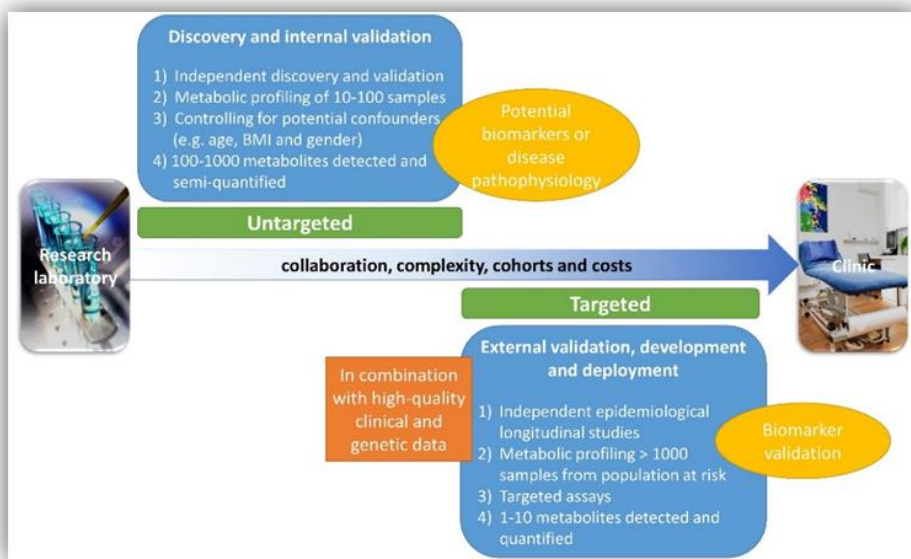 Discovery and internal validation
1) Independent discovery and validation
2) Metabolic profiling of 10-100 samples
3) Controlling for potential confounders
(e.g. age, BMI and gender)
4) 100-1000 metabolites detected and
semi-quantified
Potential
biomarkers or
disease
pathophysiology
Untargeted
Research
laboratory
collaboration, complexity, cohorts and costs
Clinic
Targeted
In combination
with high-quality
clinical and
genetic data
External validation, development
and deployment
1) Independent epidemiological
longitudinal studies
2) Metabolic profiling > 1000
samples from population at risk
3) Targeted assays
4) 1-10 metabolites detected and
quantified
Biomarker
validation